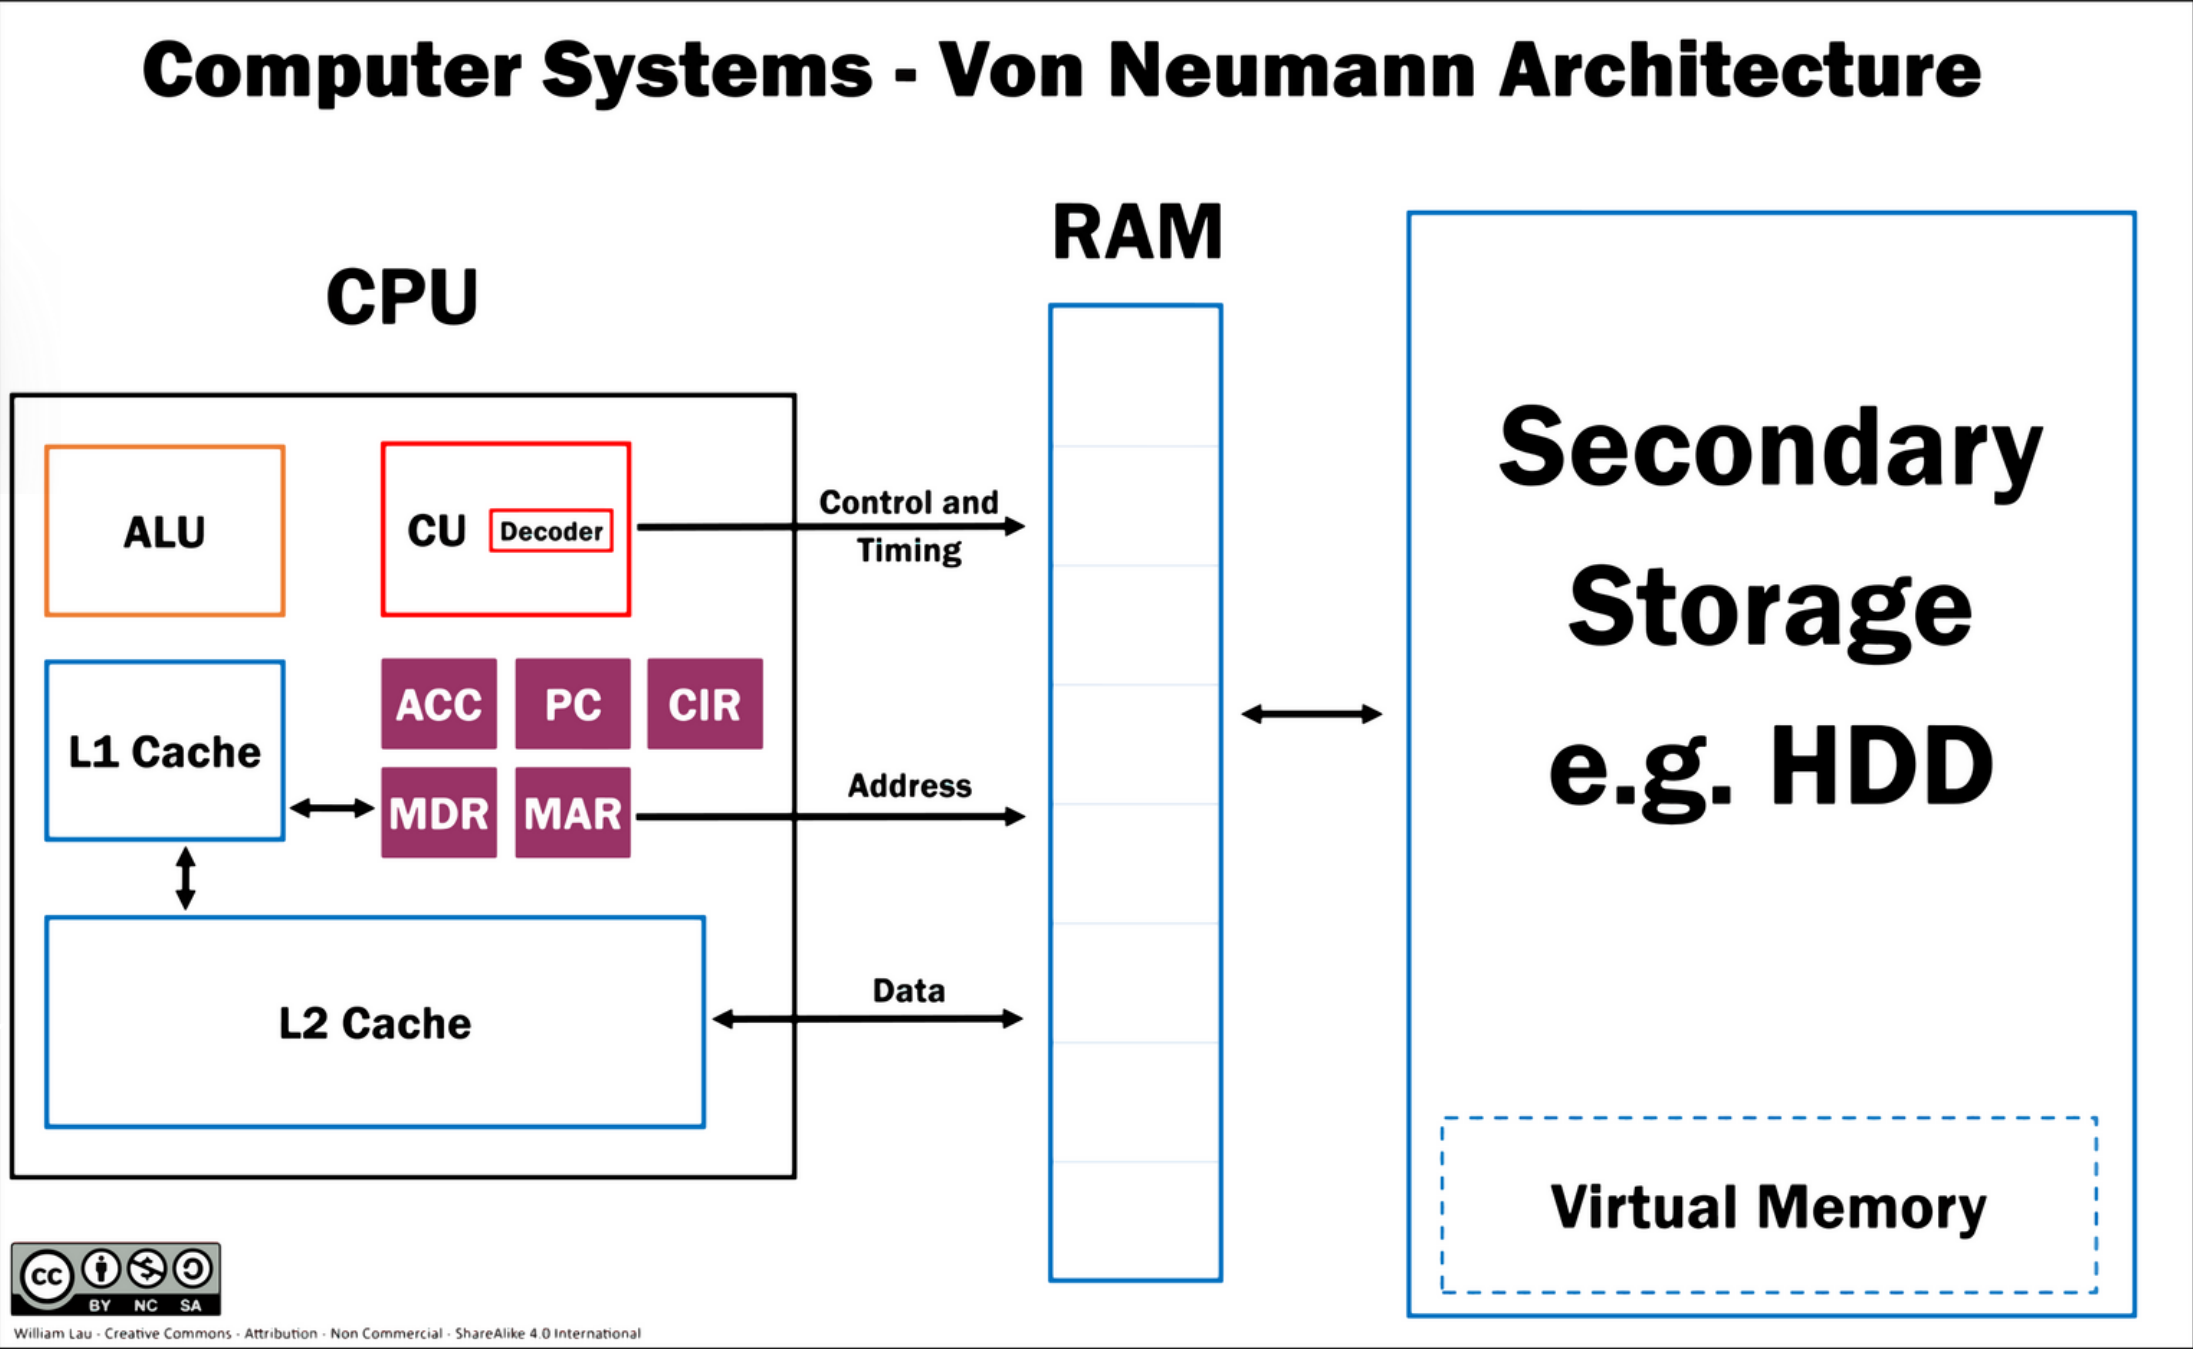 Computer Systems - Von Neumann Architecture
RAM
CPU
ALU
CU
Decoder
Control and
Timing
L1 Cache
ACC
PC
CIR
MDR
MAR
Address
L2 Cache
Data
Secondary
Storage
e.g. HDD
Virtual Memory
cc
BY NC SA
William Lau - Creative Commons - Attribution - Non Commercial - ShareAlike 4.0 International